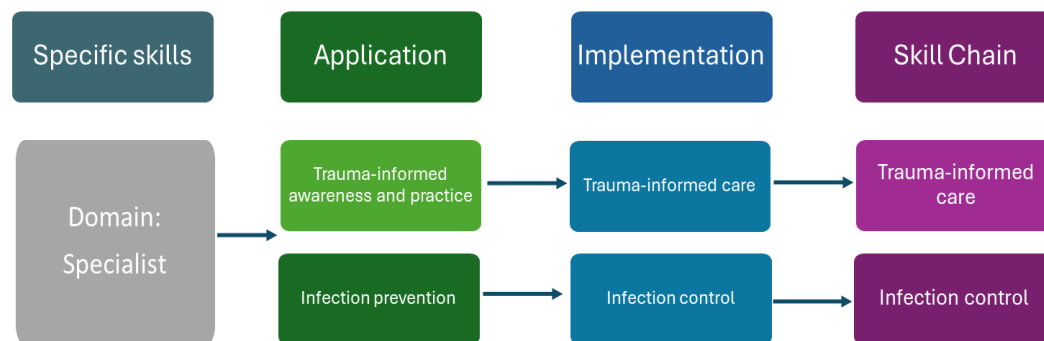 Specific skills
Application
Implementation
Skill Chain
Domain:
Specialist
Trauma-informed
awareness and practice
Trauma-informed care
Trauma-informed
care
Infection prevention
Infection control
Infection control